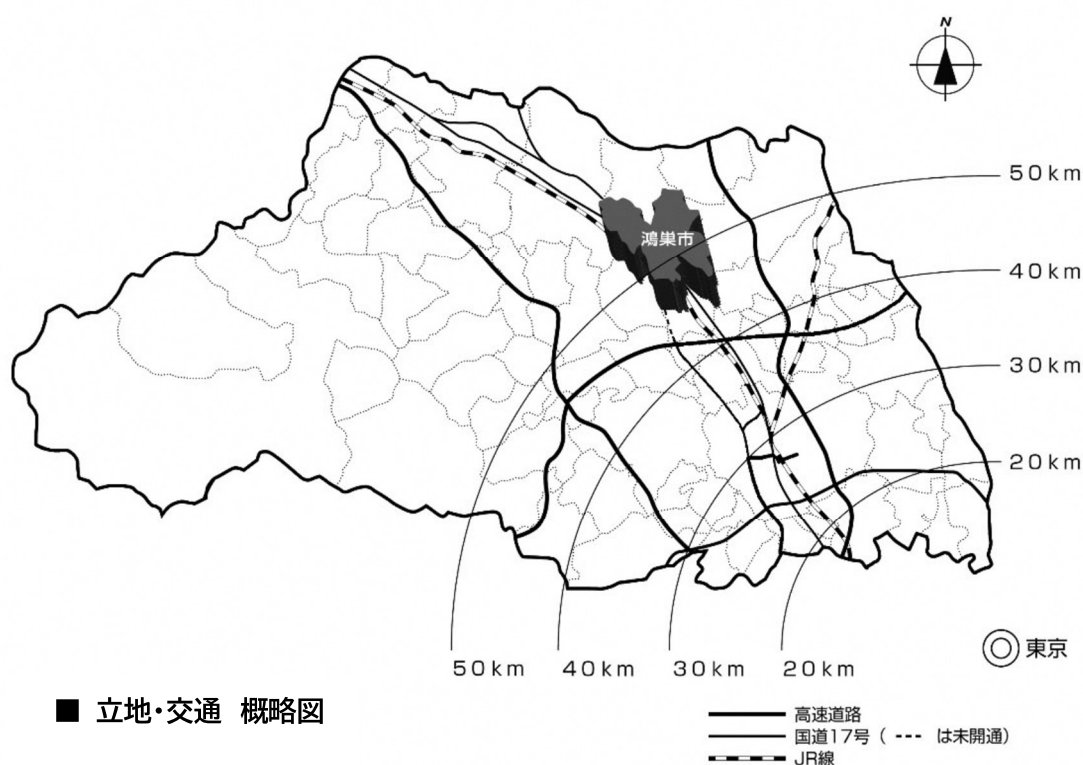 N
50km
鴻巣市
40km
30km
20km
東京
50km 40km 30km 20km
■ 立地・交通 概略図
高速道路
国道17号（ --- は未開通）
JR線